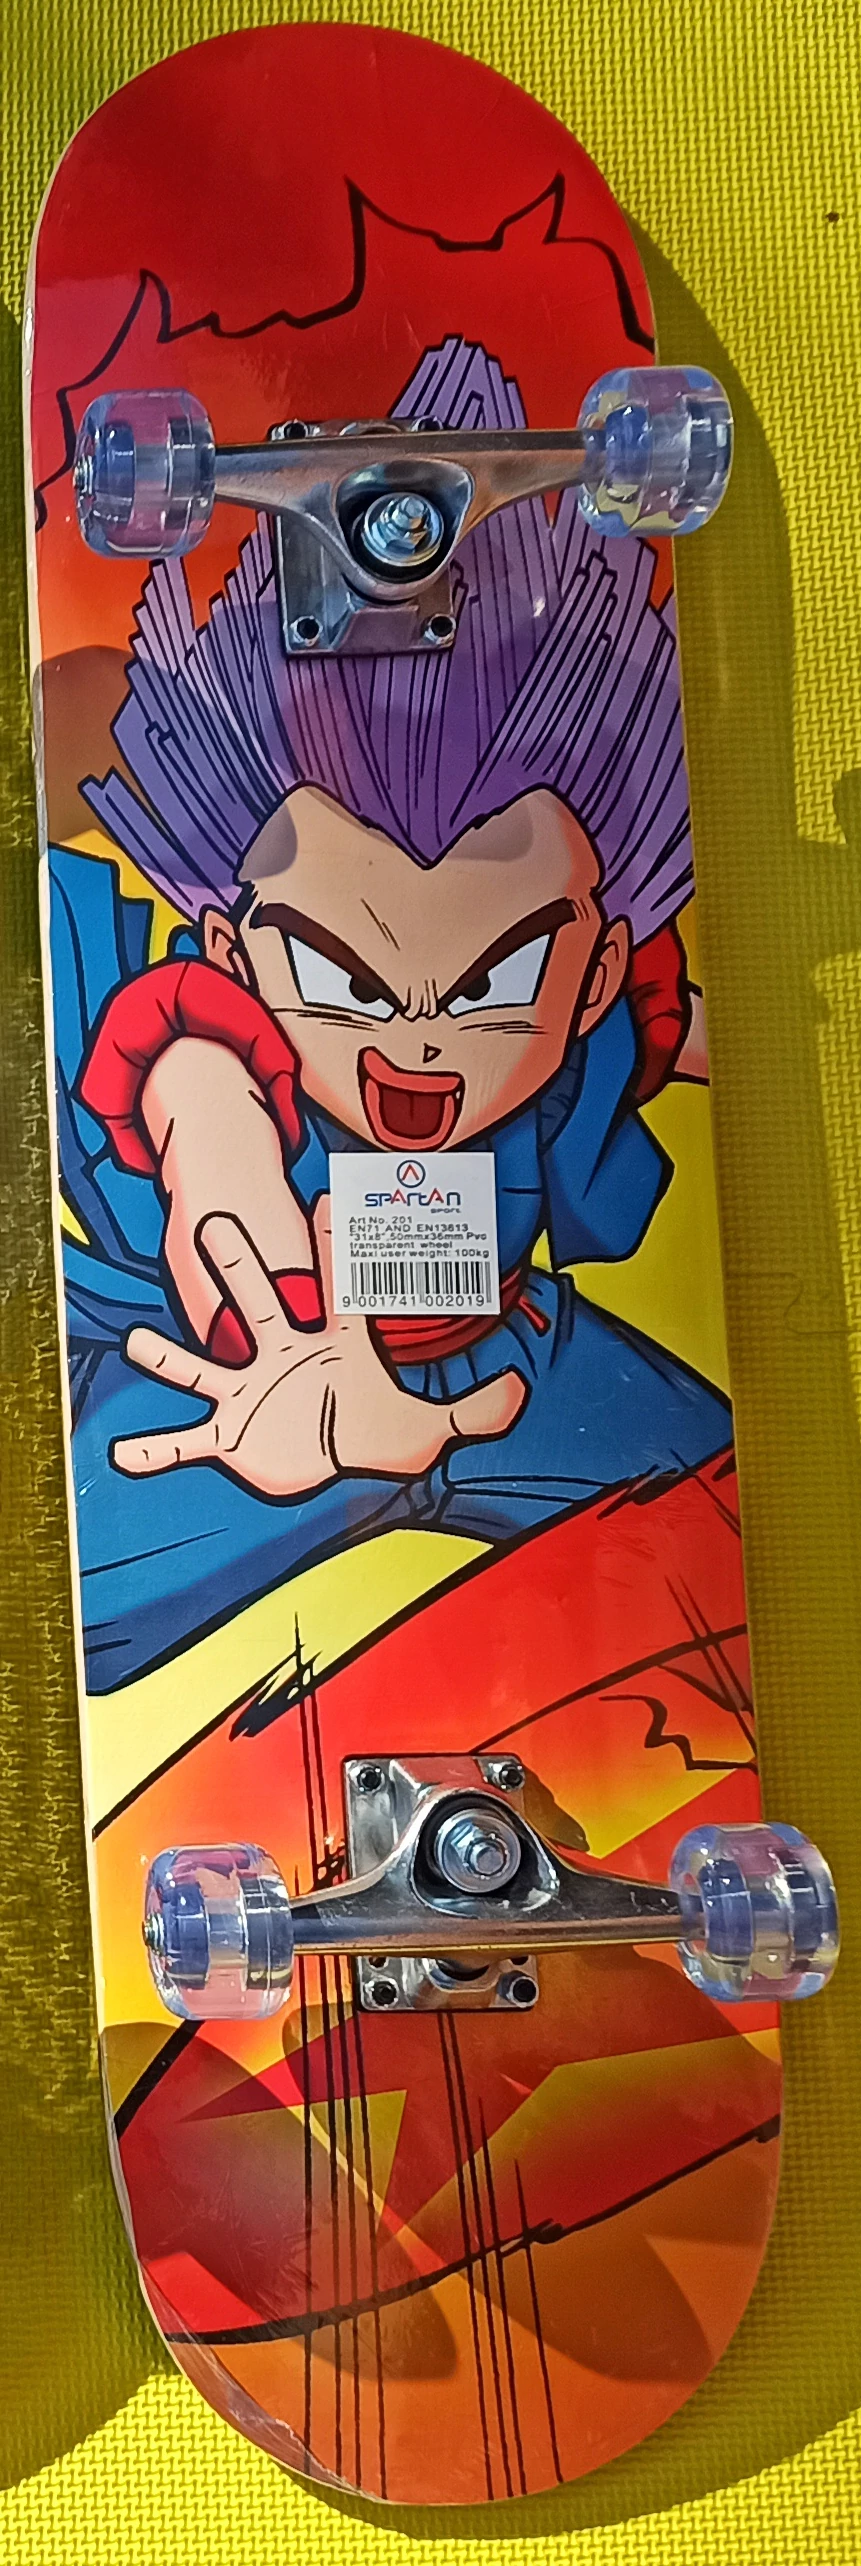 SPARTAN
SPORT
Art No. 201
EN71 AND EN13613
"31x8",50mmx36mm Pvc
transparent wheel
Maxi user weight: 100kg
9 001741 002019